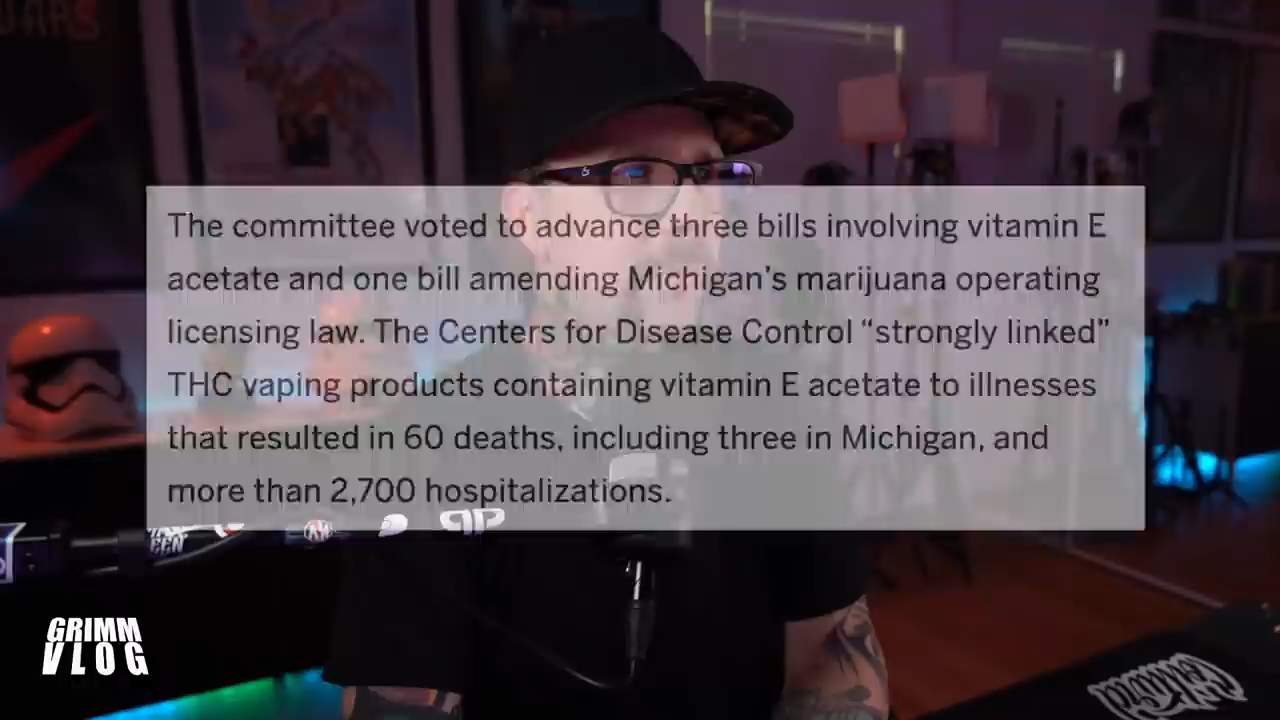 The committee voted to advance three bills involving vitamin E
acetate and one bill amending Michigan's marijuana operating
licensing law. The Centers for Disease Control “strongly linked”
THC vaping products containing vitamin E acetate to illnesses
that resulted in 60 deaths, including three in Michigan, and
more than 2,700 hospitalizations.
GRIMM
VLOG